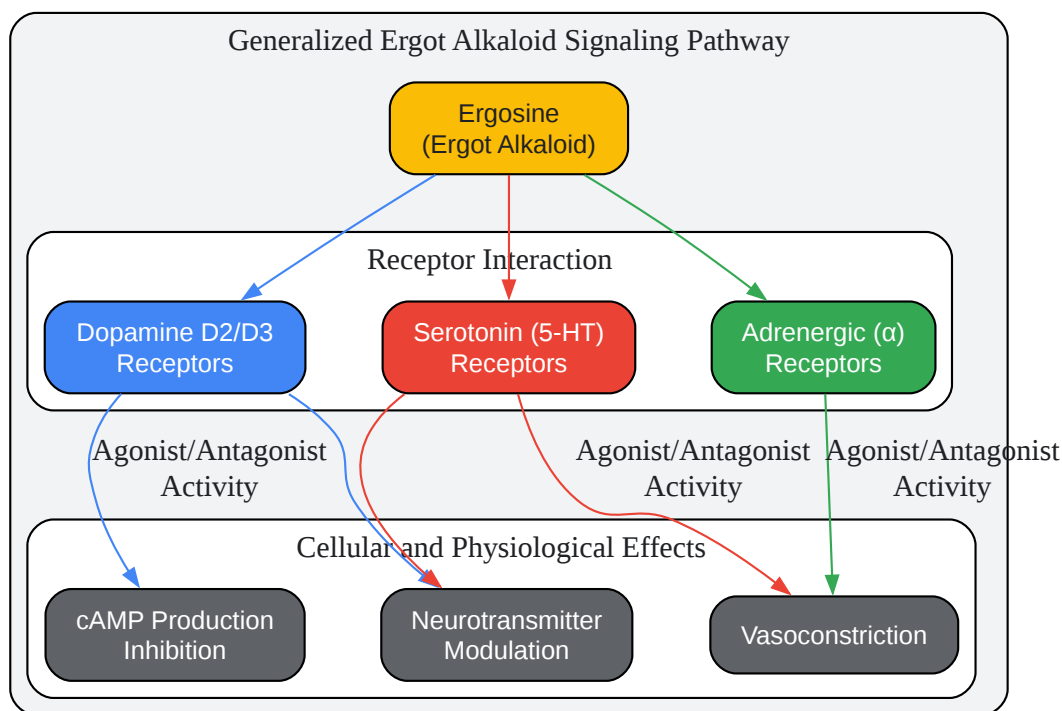 Generalized Ergot Alkaloid Signaling Pathway
Ergosine
(Ergot Alkaloid)
Receptor Interaction
Dopamine D2/D3
Receptors
Serotonin (5-HT)
Receptors
Adrenergic (α)
Receptors
Agonist/Antagonist
Activity
Agonist/Antagonist
Activity
Agonist/Antagonist
Activity
Cellular and Physiological Effects
cAMP Production
Inhibition
Neurotransmitter
Modulation
Vasoconstriction